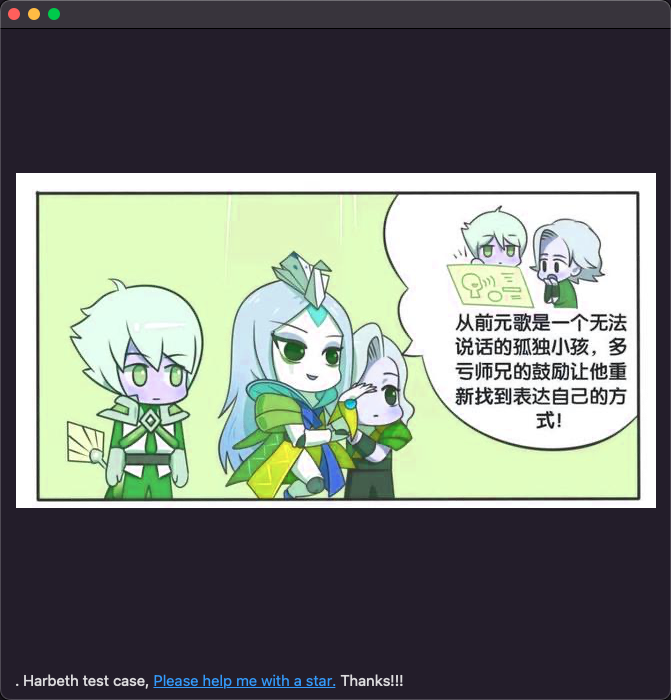 从前元歌是一个无法
说话的孤独小孩，多
亏师兄的鼓励让他重
新找到表达自己的方
式！
. Harbeth test case, Please help me with a star. Thanks!!!